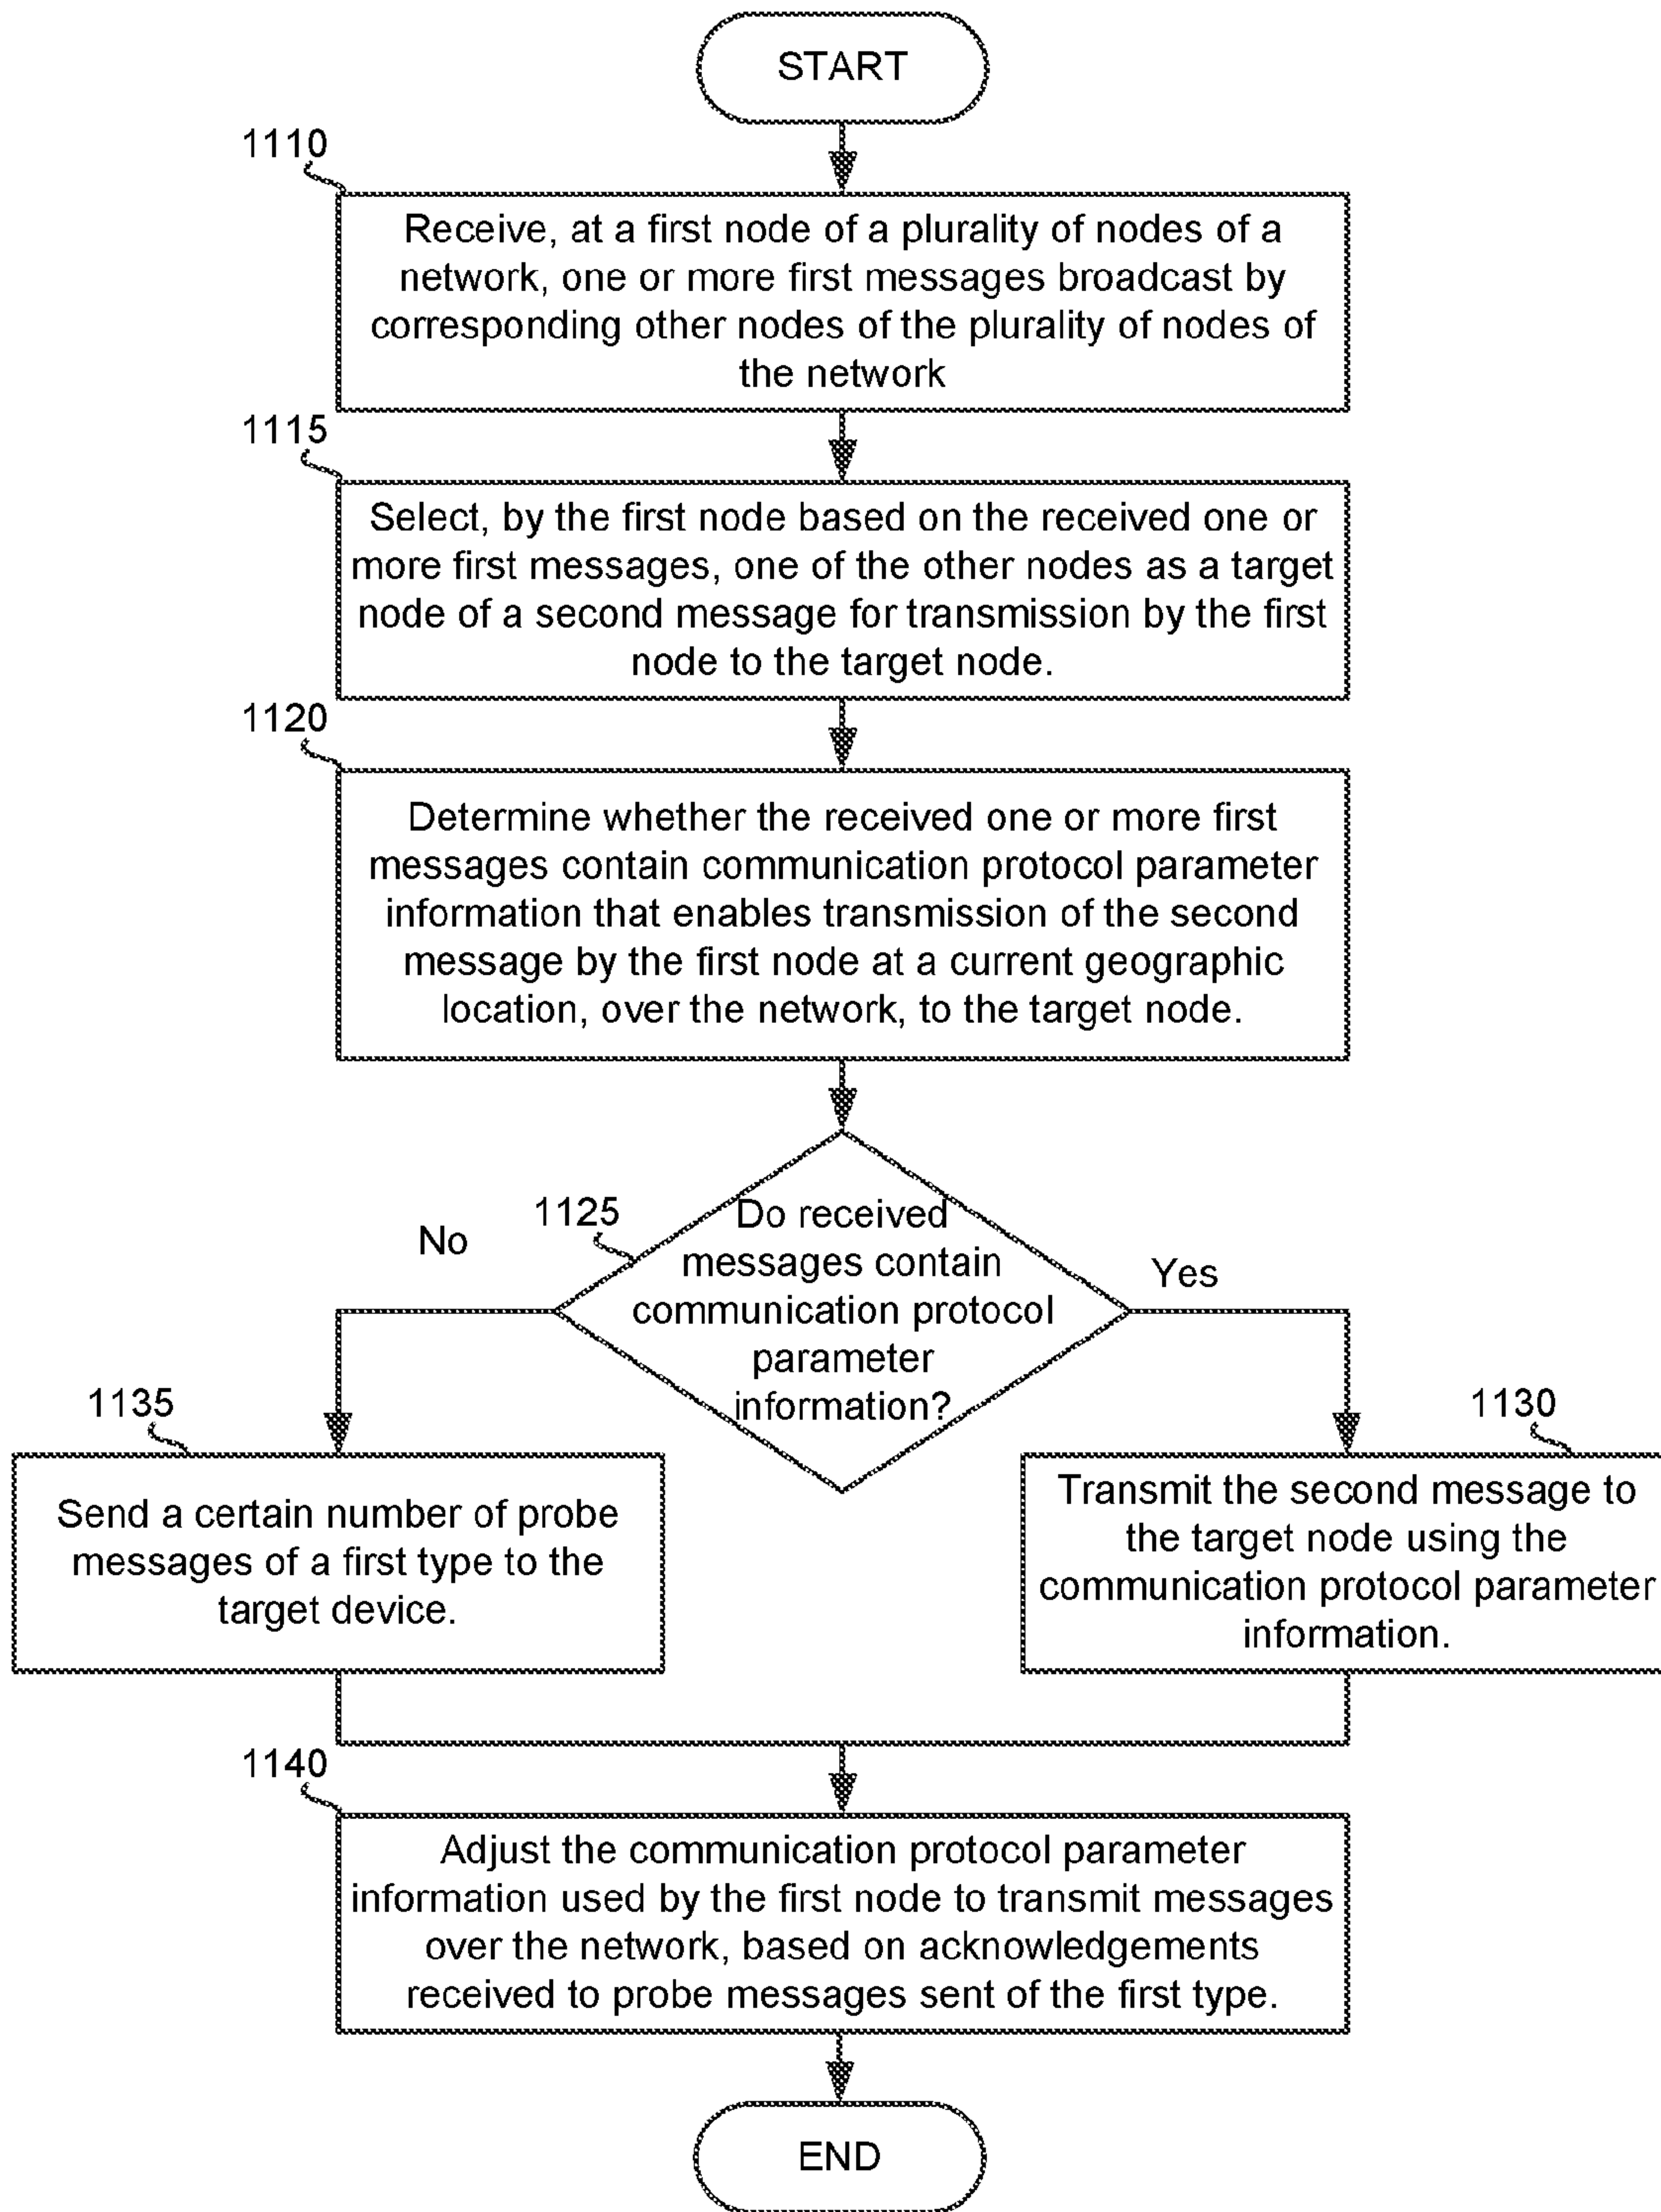 START
1110
Receive, at a first node of a plurality of nodes of a
network, one or more first messages broadcast by
corresponding other nodes of the plurality of nodes of
the network
1115
Select, by the first node based on the received one or
more first messages, one of the other nodes as a target
node of a second message for transmission by the first
node to the target node.
1120
Determine whether the received one or more first
messages contain communication protocol parameter
information that enables transmission of the second
message by the first node at a current geographic
location, over the network, to the target node.
1125
Do received
messages contain
communication protocol
parameter
information?
No
Yes
1135
Send a certain number of probe
messages of a first type to the
target device.
1130
Transmit the second message to
the target node using the
communication protocol parameter
information.
1140
Adjust the communication protocol parameter
information used by the first node to transmit messages
over the network, based on acknowledgements
received to probe messages sent of the first type.
END